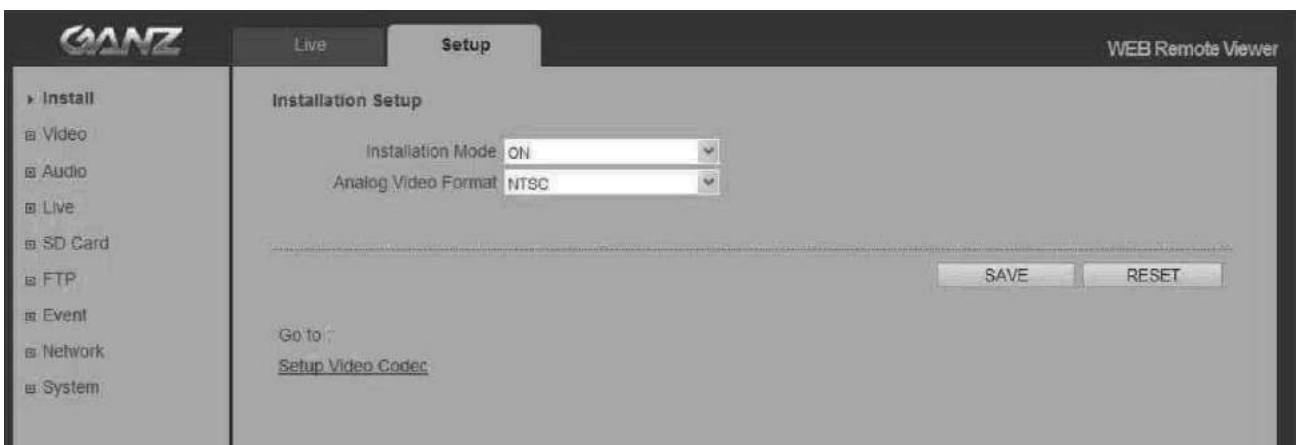 GANZ
Live
Setup
WEB Remote Viewer
Install
Video
Audio
Live
SD Card
FTP
Event
Network
System
Installation Setup
Installation Mode ON
Analog Video Format NTSC
SAVE
RESET
Go to :
Setup Video Codec